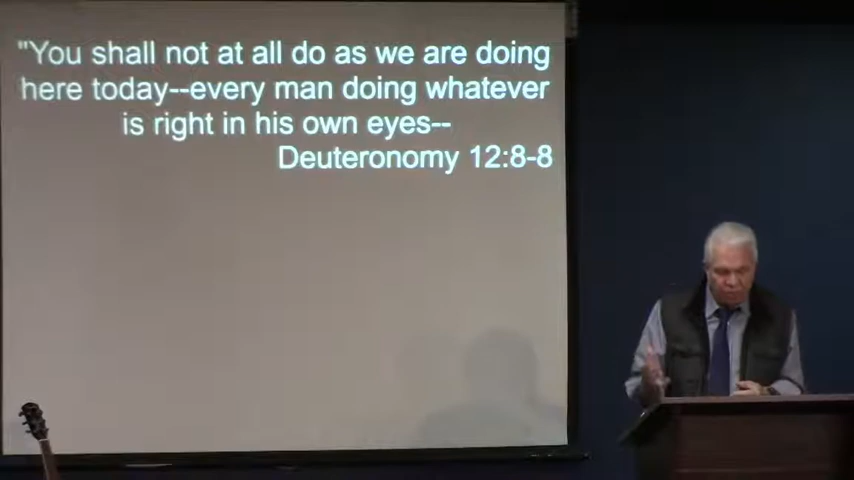 "You shall not at all do as we are doing
here today--every man doing whatever
is right in his own eyes--
Deuteronomy 12:8-8